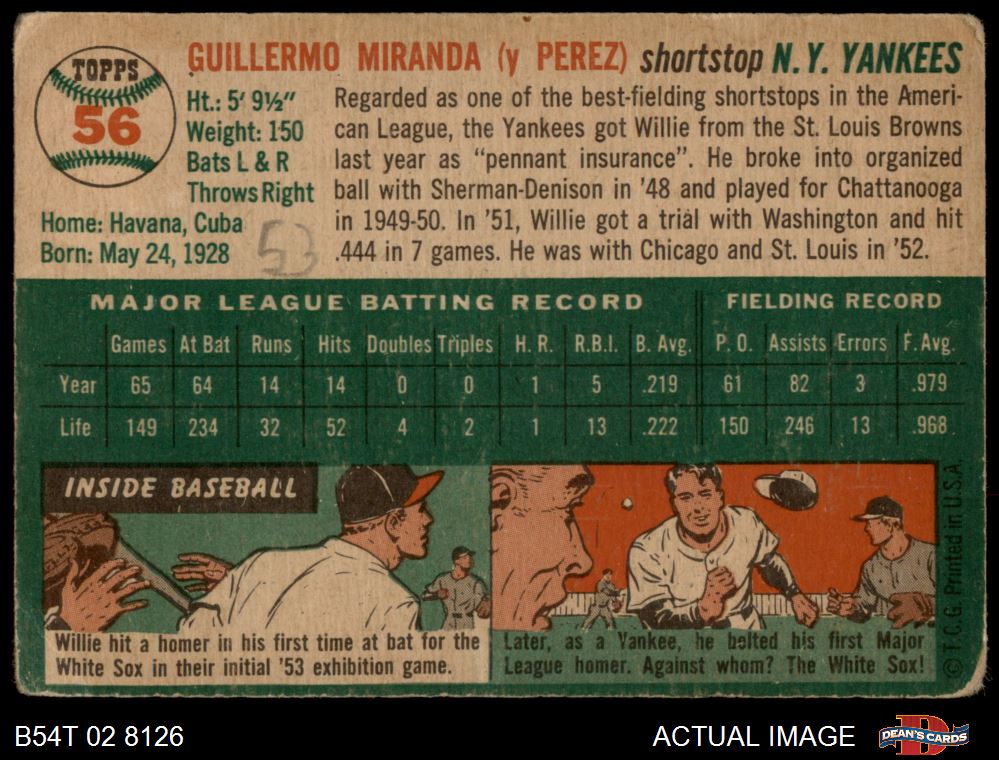 TOPPS
56
GUILLERMO MIRANDA (y PEREZ) shortstop N.Y. YANKEES
Ht.: 5' 9½"
Weight: 150
Bats L & R
Throws Right
Home: Havana, Cuba
Born: May 24, 1928
53
Regarded as one of the best-fielding shortstops in the Ameri-
can League, the Yankees got Willie from the St. Louis Browns
last year as "pennant insurance". He broke into organized
ball with Sherman-Denison in '48 and played for Chattanooga
in 1949-50. In '51, Willie got a trial with Washington and hit
.444 in 7 games. He was with Chicago and St. Louis in '52.
MAJOR LEAGUE BATTING RECORD FIELDING RECORD
Games At Bat Runs Hits Doubles Triples H. R. R.B.I. B. Avg. P. O. Assists Errors F. Avg.
Year 65 64 14 14 0 0 1 5 .219 61 82 3 .979
Life 149 234 32 52 4 2 1 13 .222 150 246 13 .968
INSIDE BASEBALL
Willie hit a homer in his first time at bat for the
White Sox in their initial '53 exhibition game.
Later, as a Yankee, he belted his first Major
League homer. Against whom? The White Sox!
© T.C.G. Printed in U.S.A.
B54T 02 8126
ACTUAL IMAGE
D
DEAN'S CARDS